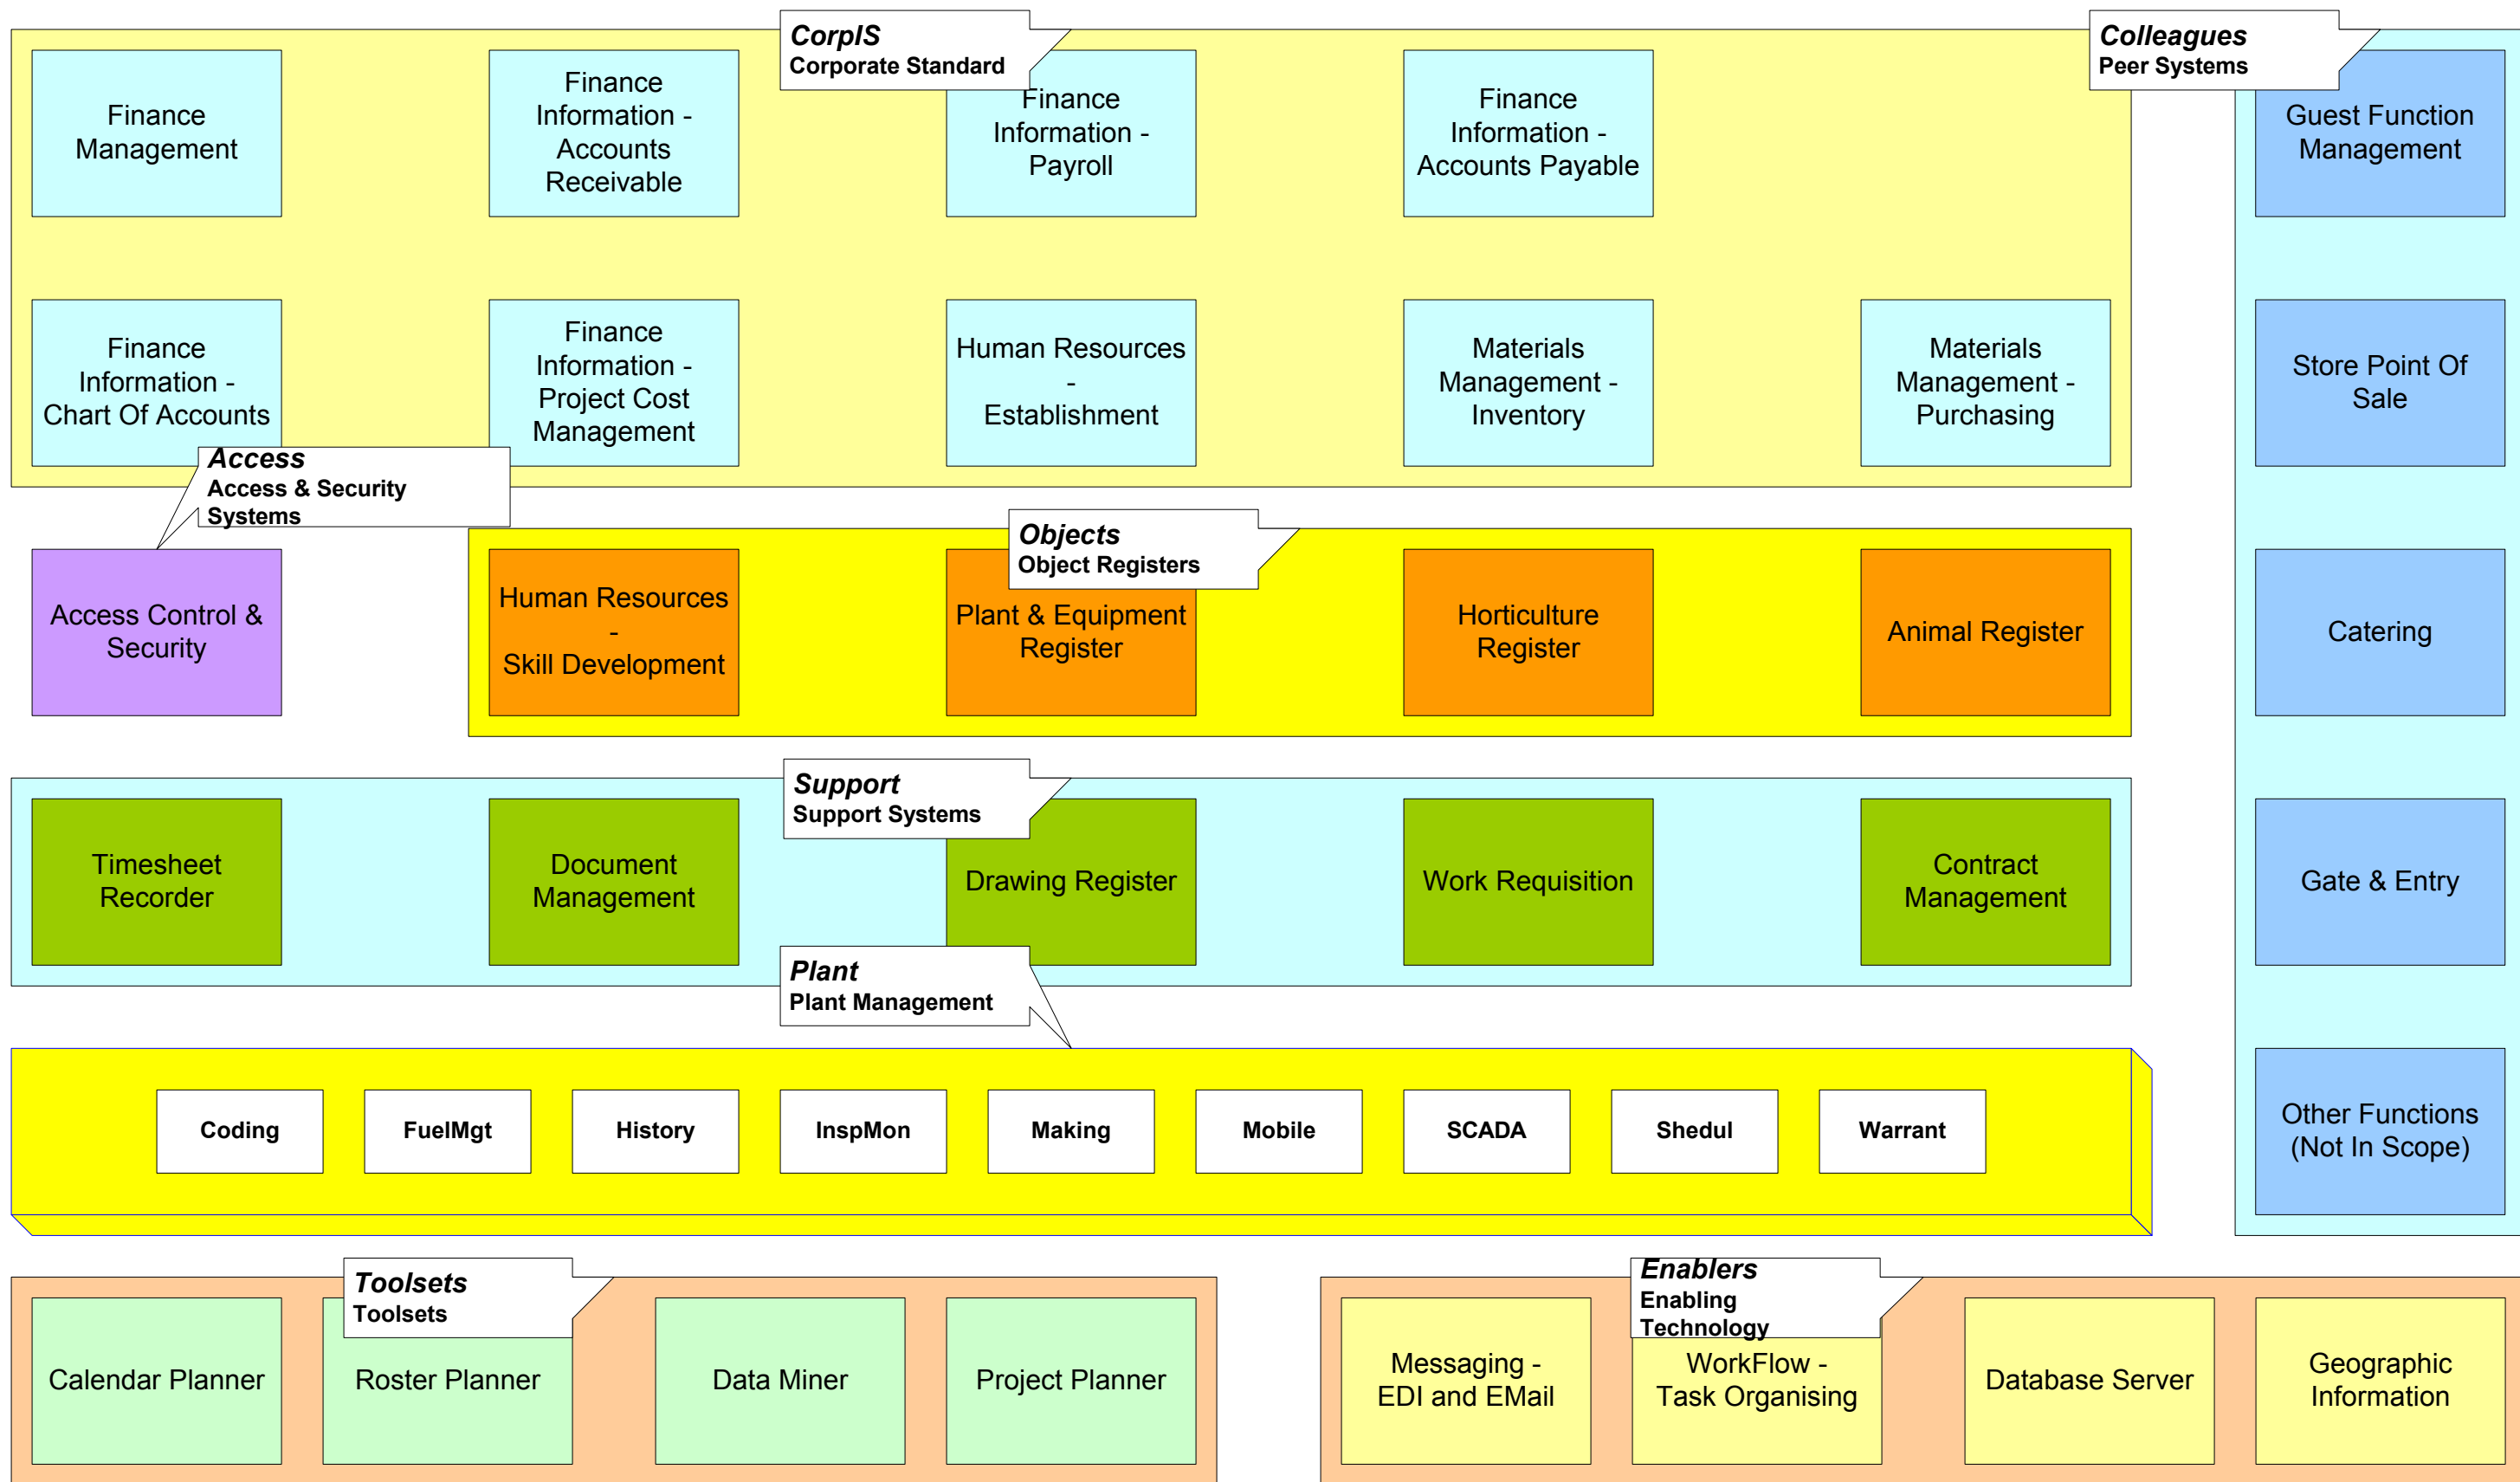 CorpIS
Corporate Standard
Colleagues
Peer Systems
Finance
Management
Finance
Information -
Accounts
Receivable
Finance
Information -
Payroll
Finance
Information -
Accounts Payable
Guest Function
Management
Finance
Information -
Chart Of Accounts
Finance
Information -
Project Cost
Management
Human Resources
-
Establishment
Materials
Management -
Inventory
Materials
Management -
Purchasing
Store Point Of
Sale
Access
Access & Security
Systems
Objects
Object Registers
Access Control &
Security
Human Resources
-
Skill Development
Plant & Equipment
Register
Horticulture
Register
Animal Register
Catering
Support
Support Systems
Timesheet
Recorder
Document
Management
Drawing Register
Work Requisition
Contract
Management
Gate & Entry
Plant
Plant Management
Coding
FuelMgt
History
InspMon
Making
Mobile
SCADA
Shedul
Warrant
Other Functions
(Not In Scope)
Toolsets
Toolsets
Enablers
Enabling
Technology
Calendar Planner
Roster Planner
Data Miner
Project Planner
Messaging -
EDI and EMail
WorkFlow -
Task Organising
Database Server
Geographic
Information